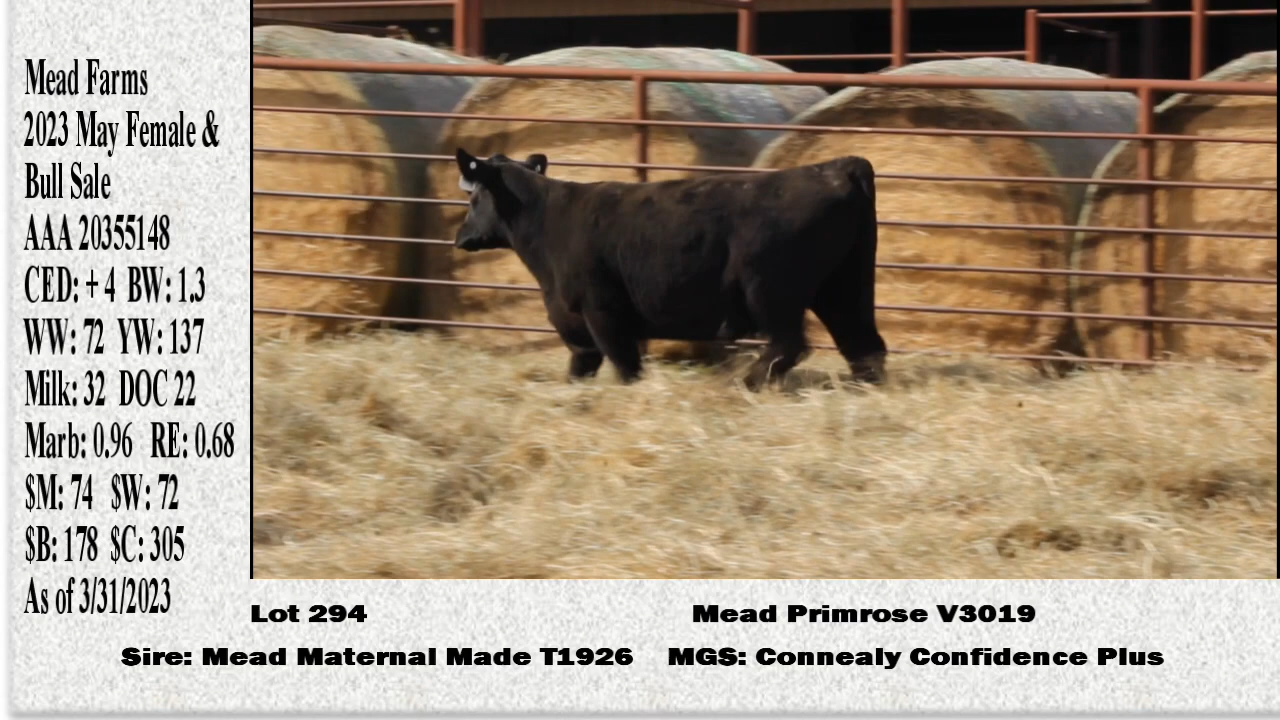 Mead Farms
2023 May Female &
Bull Sale
AAA 20355148
CED: + 4 BW: 1.3
WW: 72 YW: 137
Milk: 32 DOC 22
Marb: 0.96 RE: 0.68
$M: 74 $W: 72
$B: 178 $C: 305
As of 3/31/2023
Lot 294 Mead Primrose V3019
Sire: Mead Maternal Made T1926 MGS: Connealy Confidence Plus